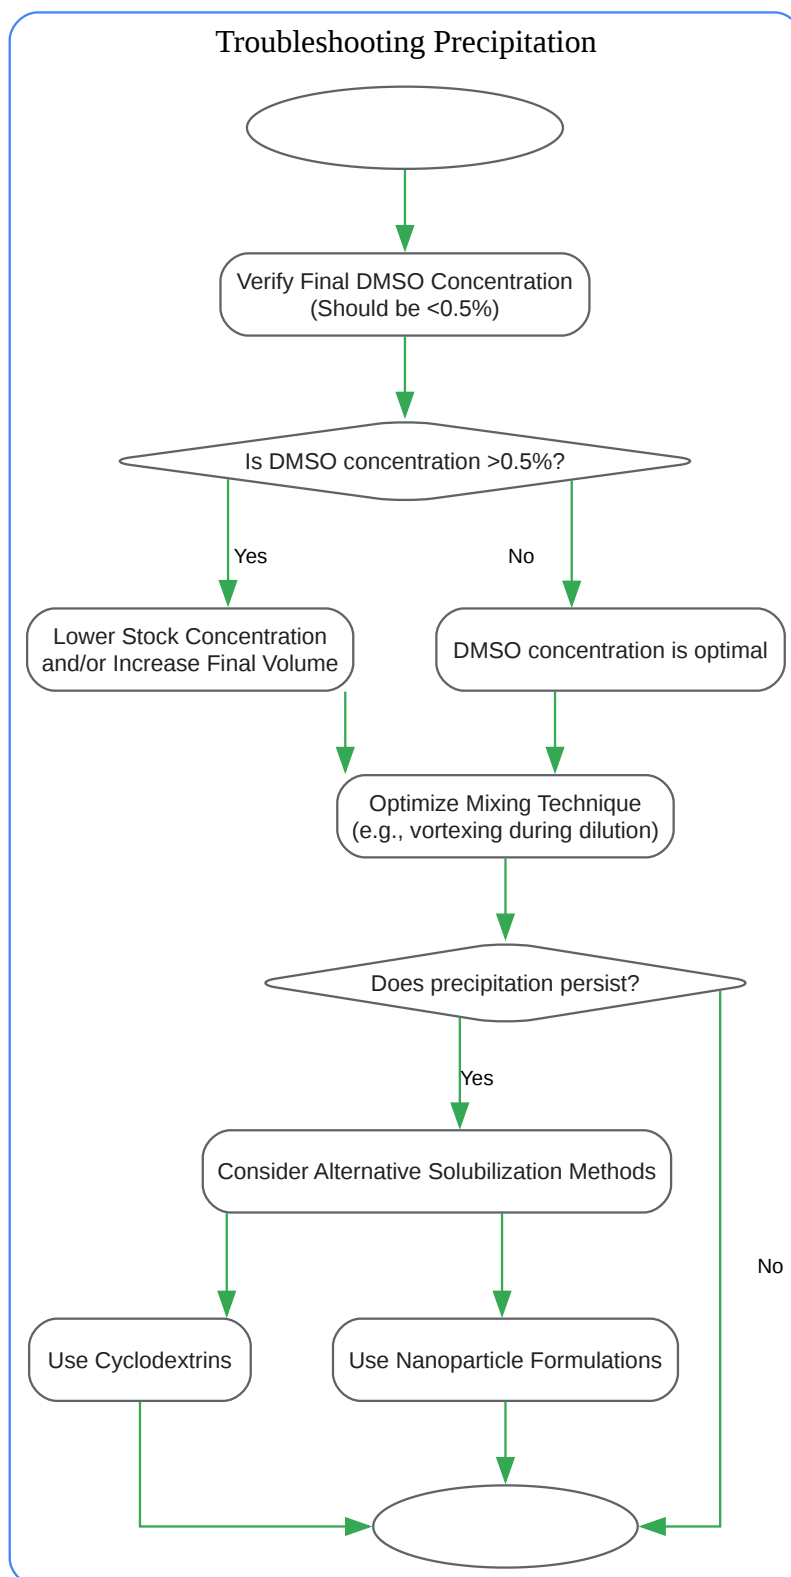 Troubleshooting Precipitation
Verify Final DMSO Concentration
(Should be <0.5%)
Is DMSO concentration >0.5%?
Yes
No
Lower Stock Concentration
and/or Increase Final Volume
DMSO concentration is optimal
Optimize Mixing Technique
(e.g., vortexing during dilution)
Does precipitation persist?
Yes
Consider Alternative Solubilization Methods
No
Use Cyclodextrins
Use Nanoparticle Formulations